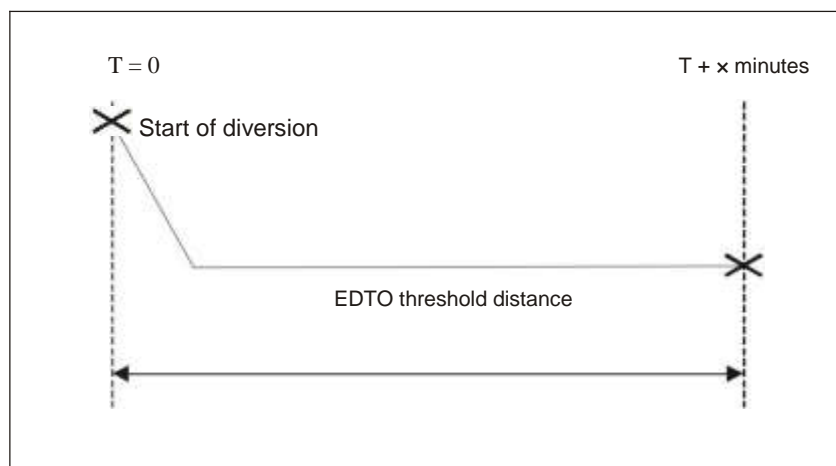 T = 0
T + × minutes
Start of diversion
EDTO threshold distance